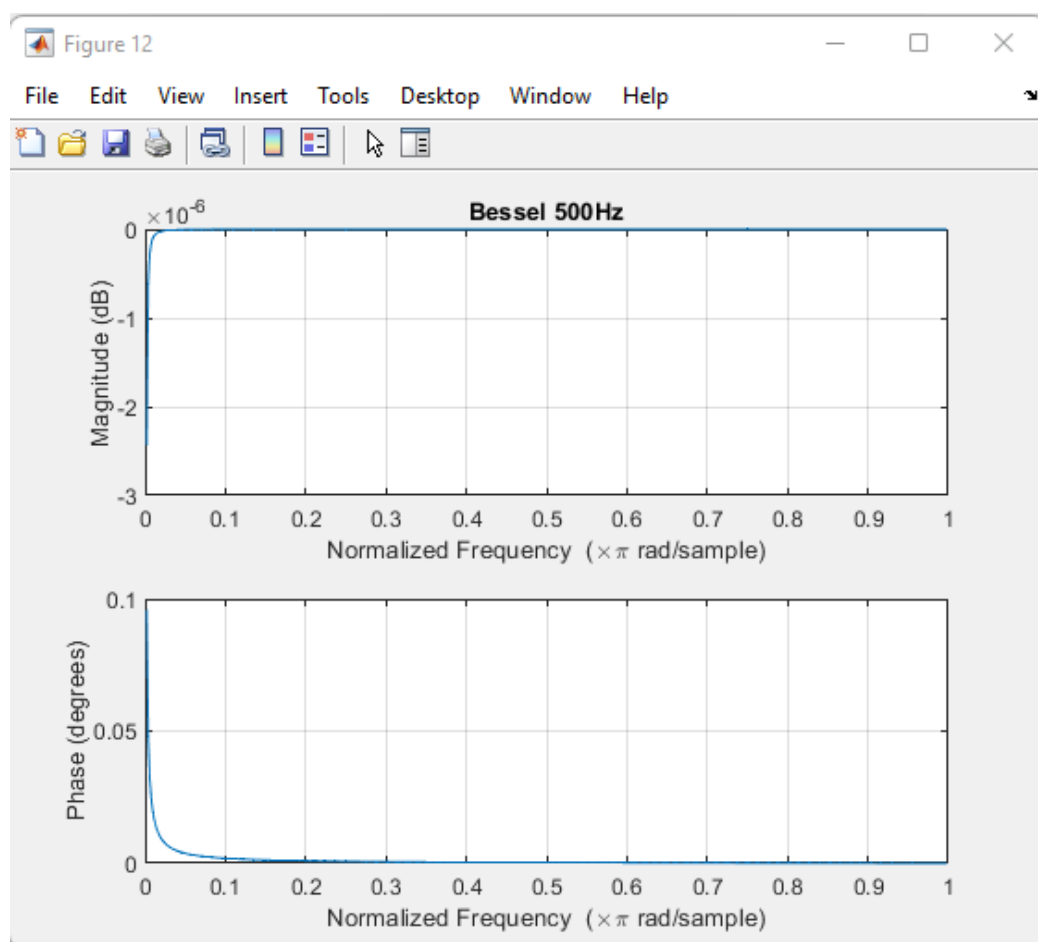 Figure 12
File Edit View Insert Tools Desktop Window Help
×10⁻⁶
Bessel 500Hz
0
-1
-2
-3
Magnitude (dB)
0 0.1 0.2 0.3 0.4 0.5 0.6 0.7 0.8 0.9 1
Normalized Frequency (×π rad/sample)
0.1
0.05
0
Phase (degrees)
0 0.1 0.2 0.3 0.4 0.5 0.6 0.7 0.8 0.9 1
Normalized Frequency (×π rad/sample)